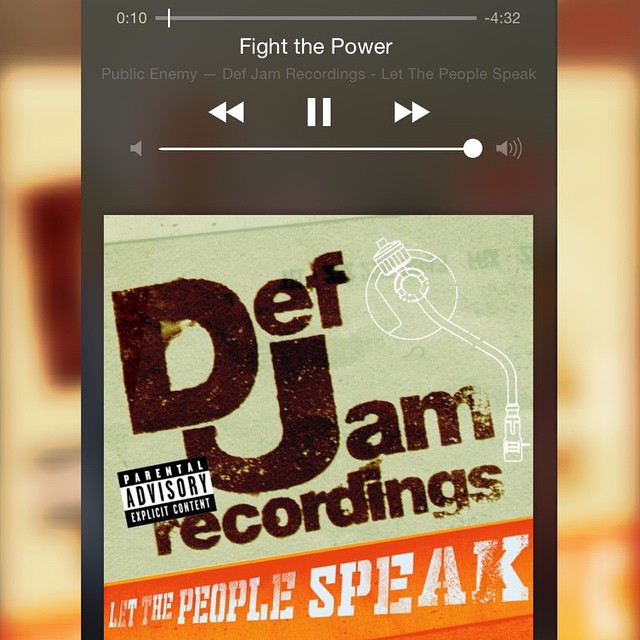 0:10 -4:32
Fight the Power
Public Enemy — Def Jam Recordings - Let The People Speak
Def
Jam
recordings
PARENTAL
ADVISORY
EXPLICIT CONTENT
LET THE PEOPLE SPEAK